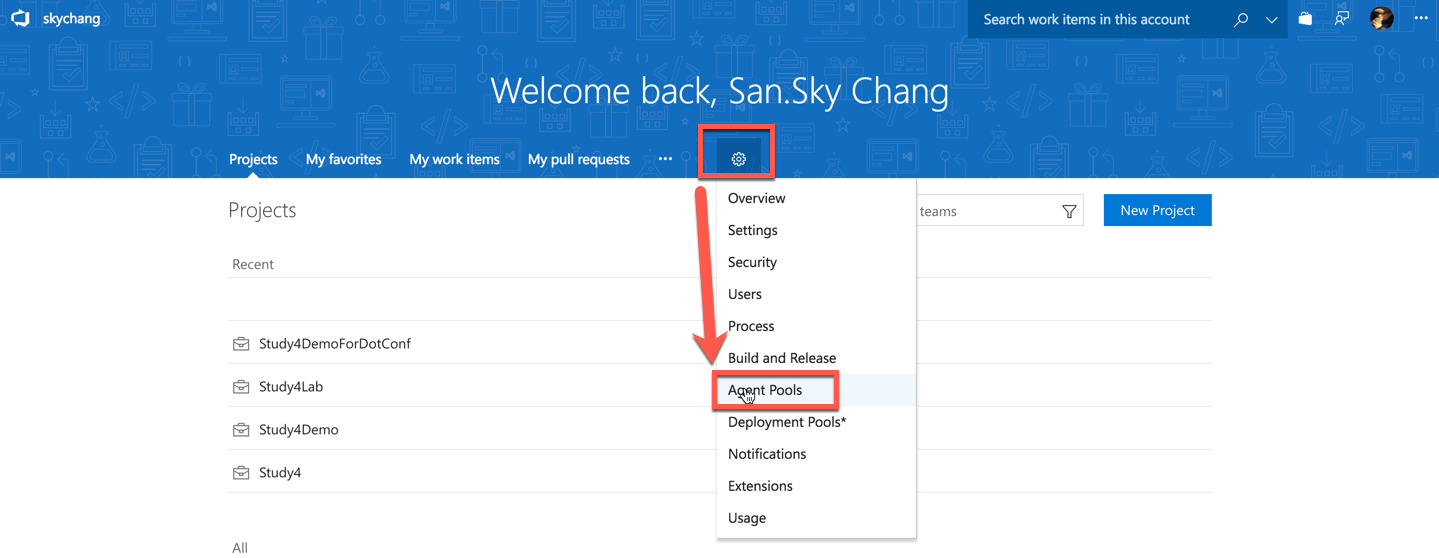 skychang
Search work items in this account
Welcome back, San.Sky Chang
Projects My favorites My work items My pull requests ...
Projects
teams
New Project
Recent
Study4DemoForDotConf
Study4Lab
Study4Demo
Study4
All
Overview
Settings
Security
Users
Process
Build and Release
Agent Pools
Deployment Pools*
Notifications
Extensions
Usage